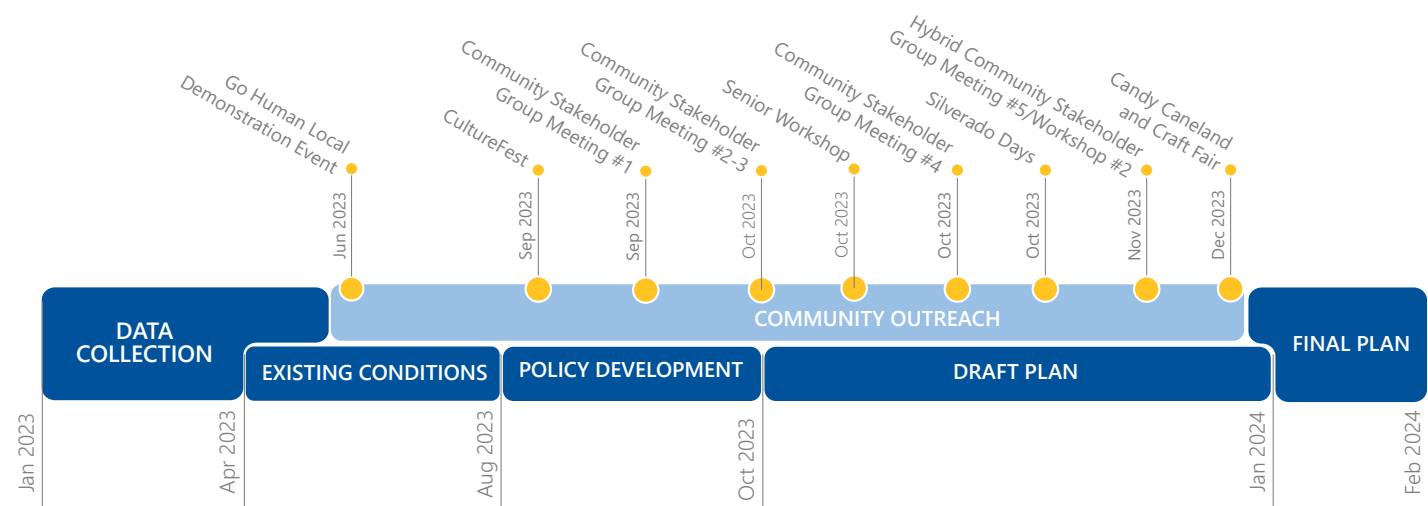 Go Human Local
Demonstration Event
CultureFest
Community Stakeholder
Group Meeting #1
Community Stakeholder
Group Meeting #2-3
Senior Workshop
Community Stakeholder
Group Meeting #4
Silverado Days
Hybrid Community Stakeholder
Group Meeting #5/Workshop #2
Candy Caneland
and Craft Fair
Jun 2023
Sep 2023
Sep 2023
Oct 2023
Oct 2023
Oct 2023
Oct 2023
Nov 2023
Dec 2023
DATA
COLLECTION
COMMUNITY OUTREACH
FINAL PLAN
EXISTING CONDITIONS
POLICY DEVELOPMENT
DRAFT PLAN
Jan 2023
Apr 2023
Aug 2023
Oct 2023
Jan 2024
Feb 2024